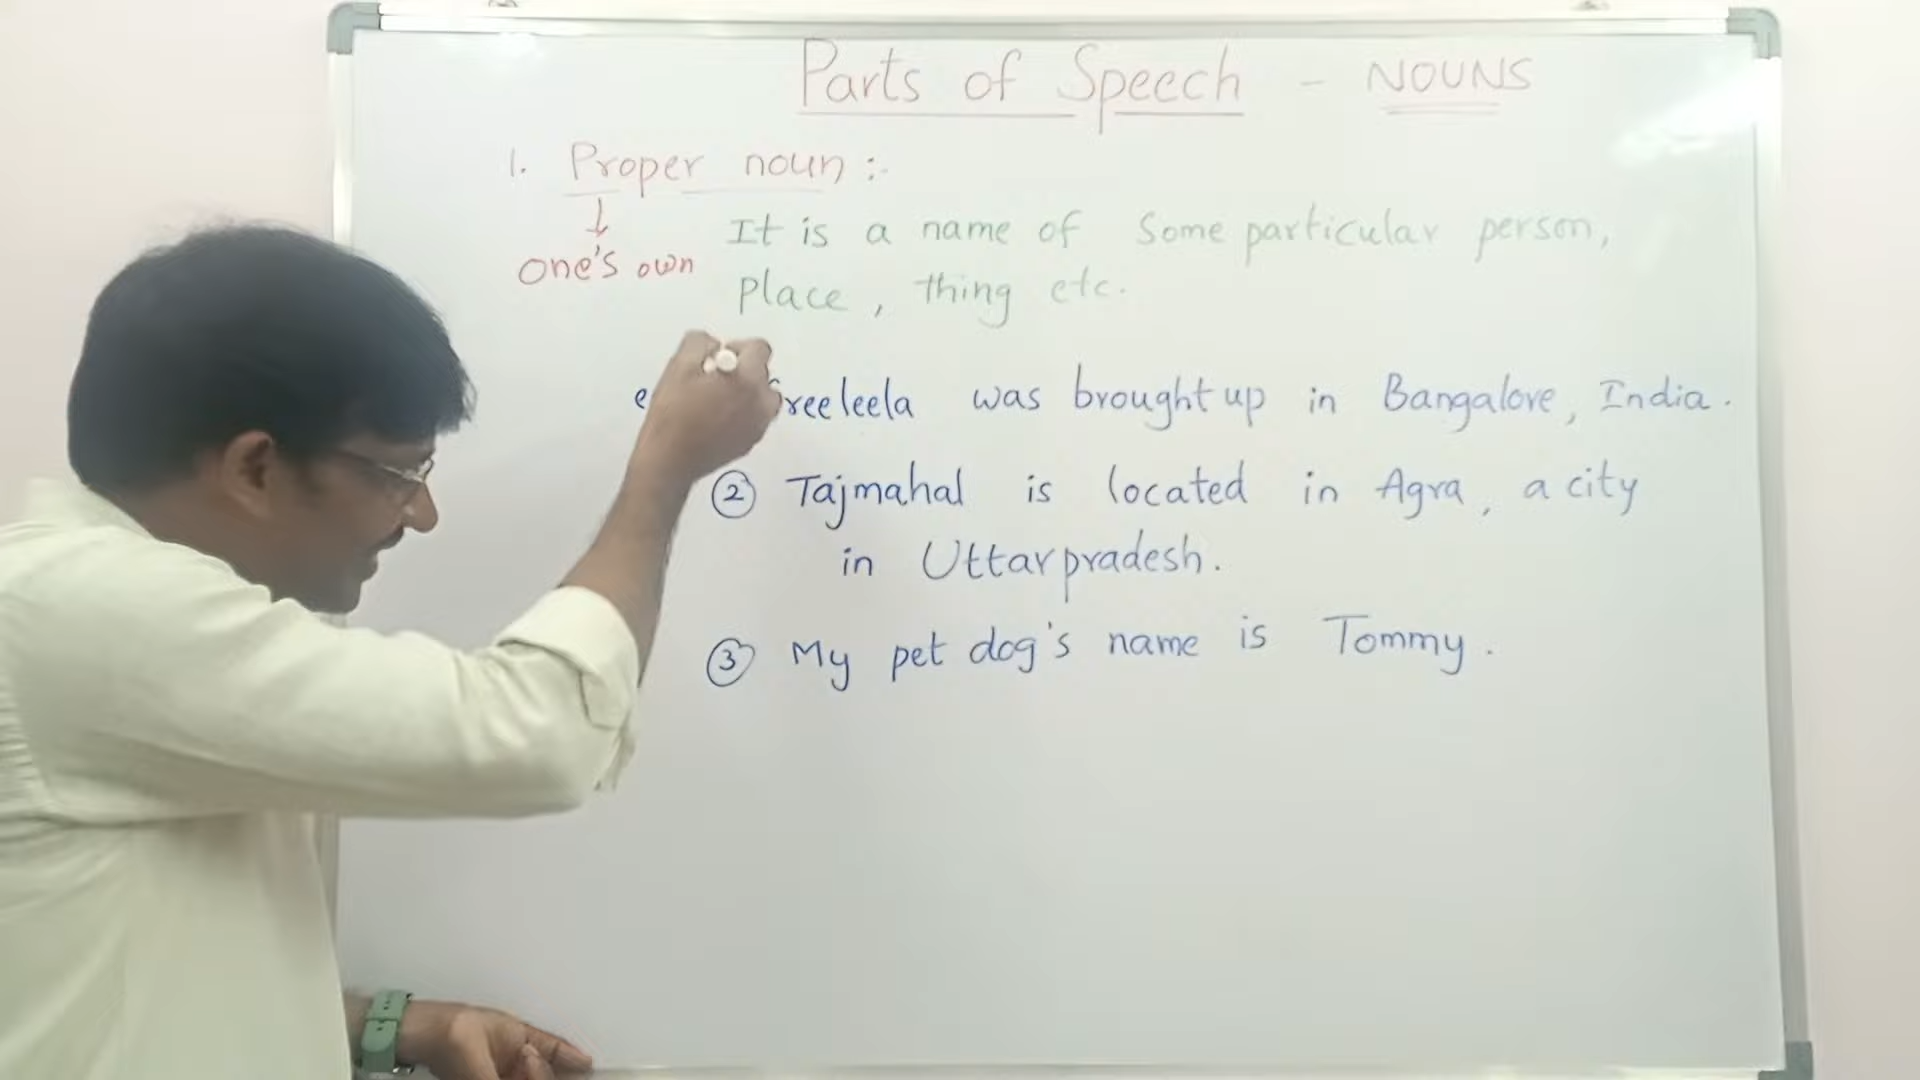 Parts of Speech - NOUNS
1. Proper noun :-
It is a name of Some particular person,
one's own
place, thing etc.
was brought up in Bangalore, India.
② Tajmahal is located in Agra, a city
in Uttarpradesh.
③ My pet dog's name is Tommy.